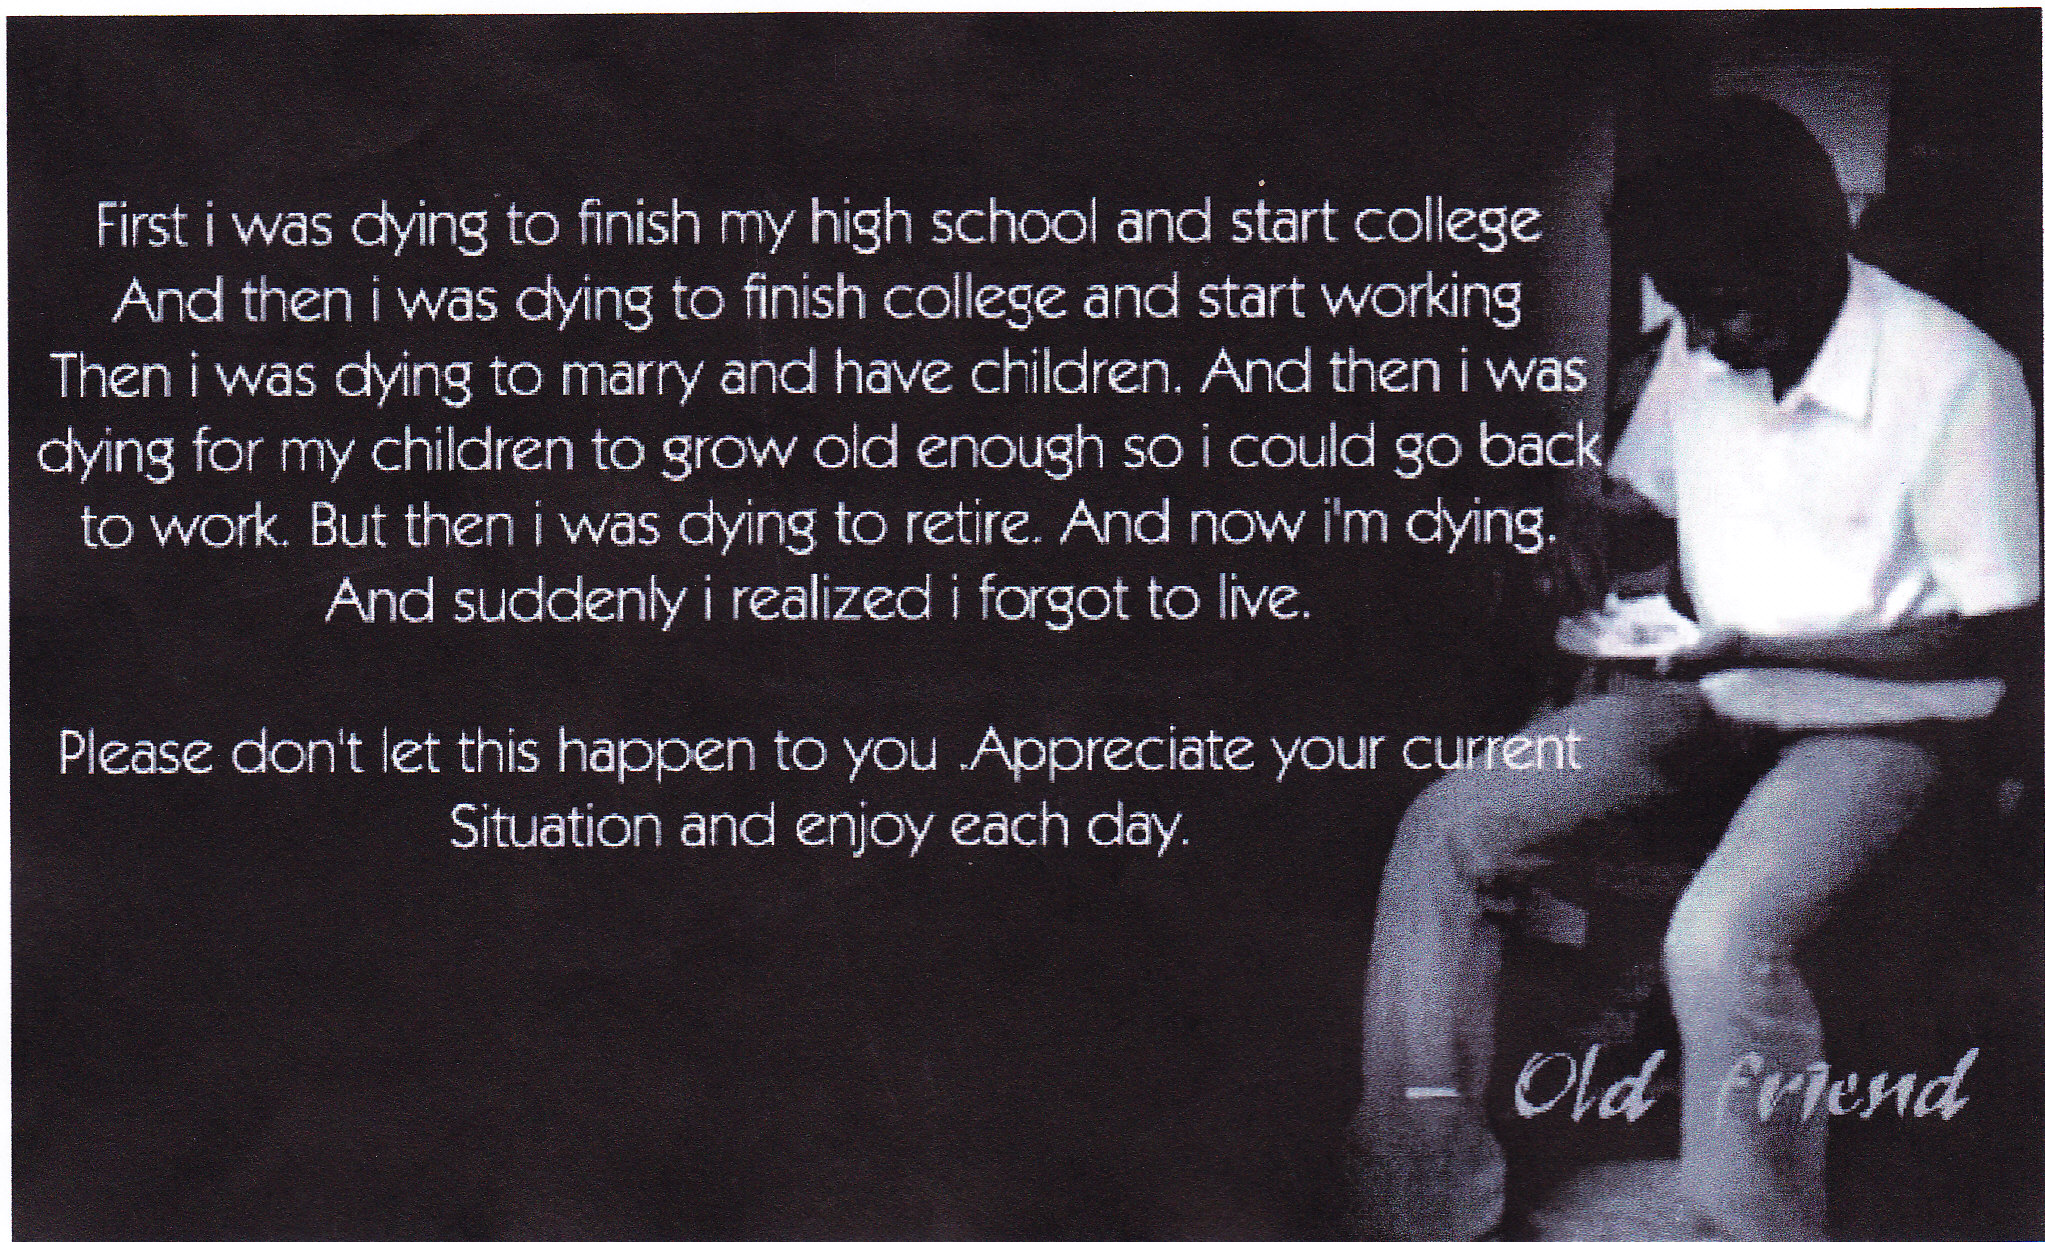 First i was dying to finish my high school and start college
And then i was dying to finish college and start working
Then i was dying to marry and have children. And then i was
dying for my children to grow old enough so i could go back
to work. But then i was dying to retire. And now i'm dying.
And suddenly i realized i forgot to live.
Please don't let this happen to you .Appreciate your current
Situation and enjoy each day.
– Old friend